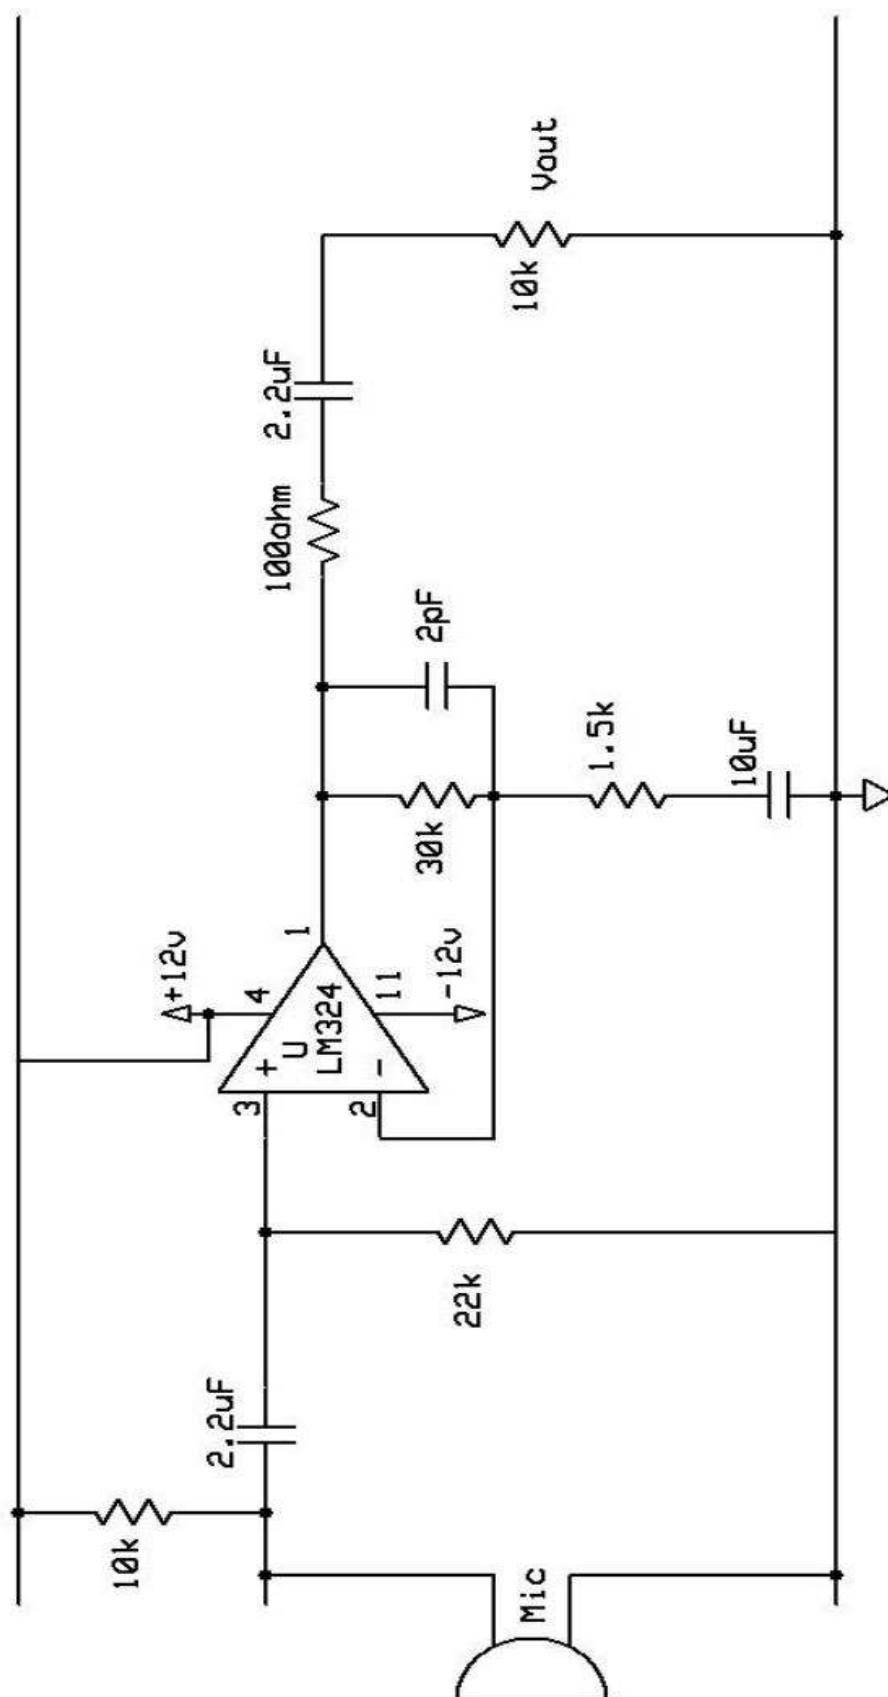 +12v
10k
2.2uF
3
4
1
+
U
LM324
2
-
11
-12v
100ohm
2.2uF
30k
2pF
22k
10k
Vout
Mic
1.5k
10uF